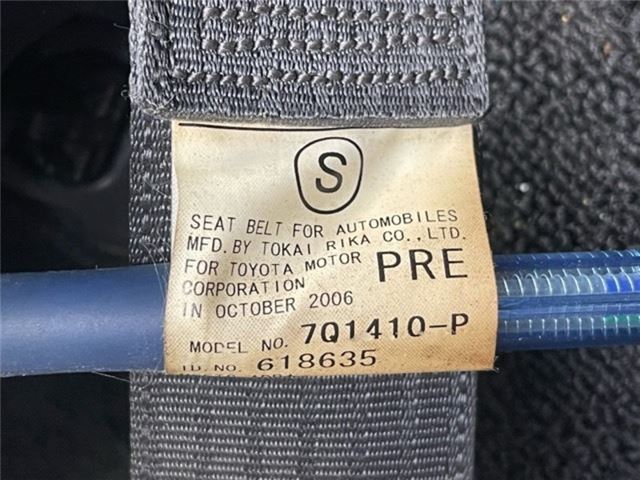 S
SEAT BELT FOR AUTOMOBILES
MFD. BY TOKAI RIKA CO., LTD.
FOR TOYOTA MOTOR
CORPORATION PRE
IN OCTOBER 2006
MODEL NO. 7Q1410-P
ID. NO. 618635